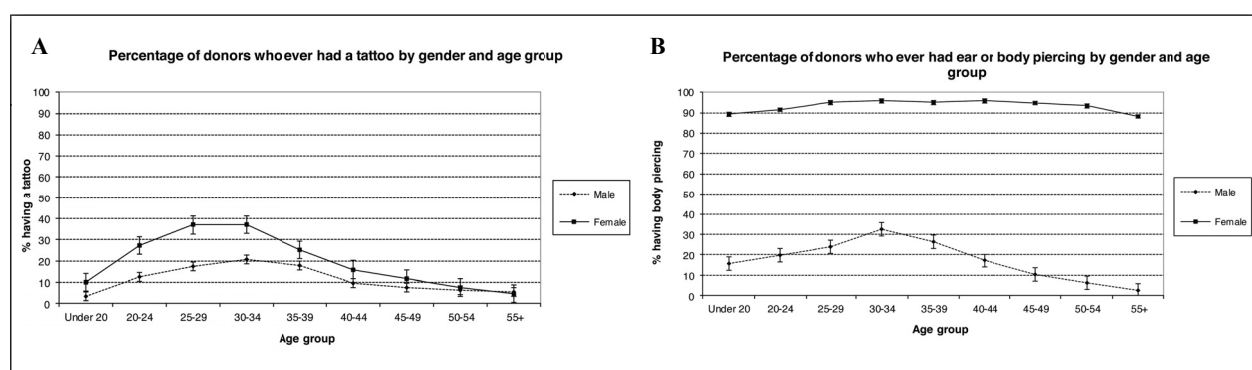 A
Percentage of donors who ever had a tattoo by gender and age group
% having a tattoo
100
90
80
70
60
50
40
30
20
10
0
Under 20 20-24 25-29 30-34 35-39 40-44 45-49 50-54 55+
Age group
Male
Female
B
Percentage of donors who ever had ear or body piercing by gender and age
group
% having body piercing
100
90
80
70
60
50
40
30
20
10
0
Under 20 20-24 25-29 30-34 35-39 40-44 45-49 50-54 55+
Age group
Male
Female